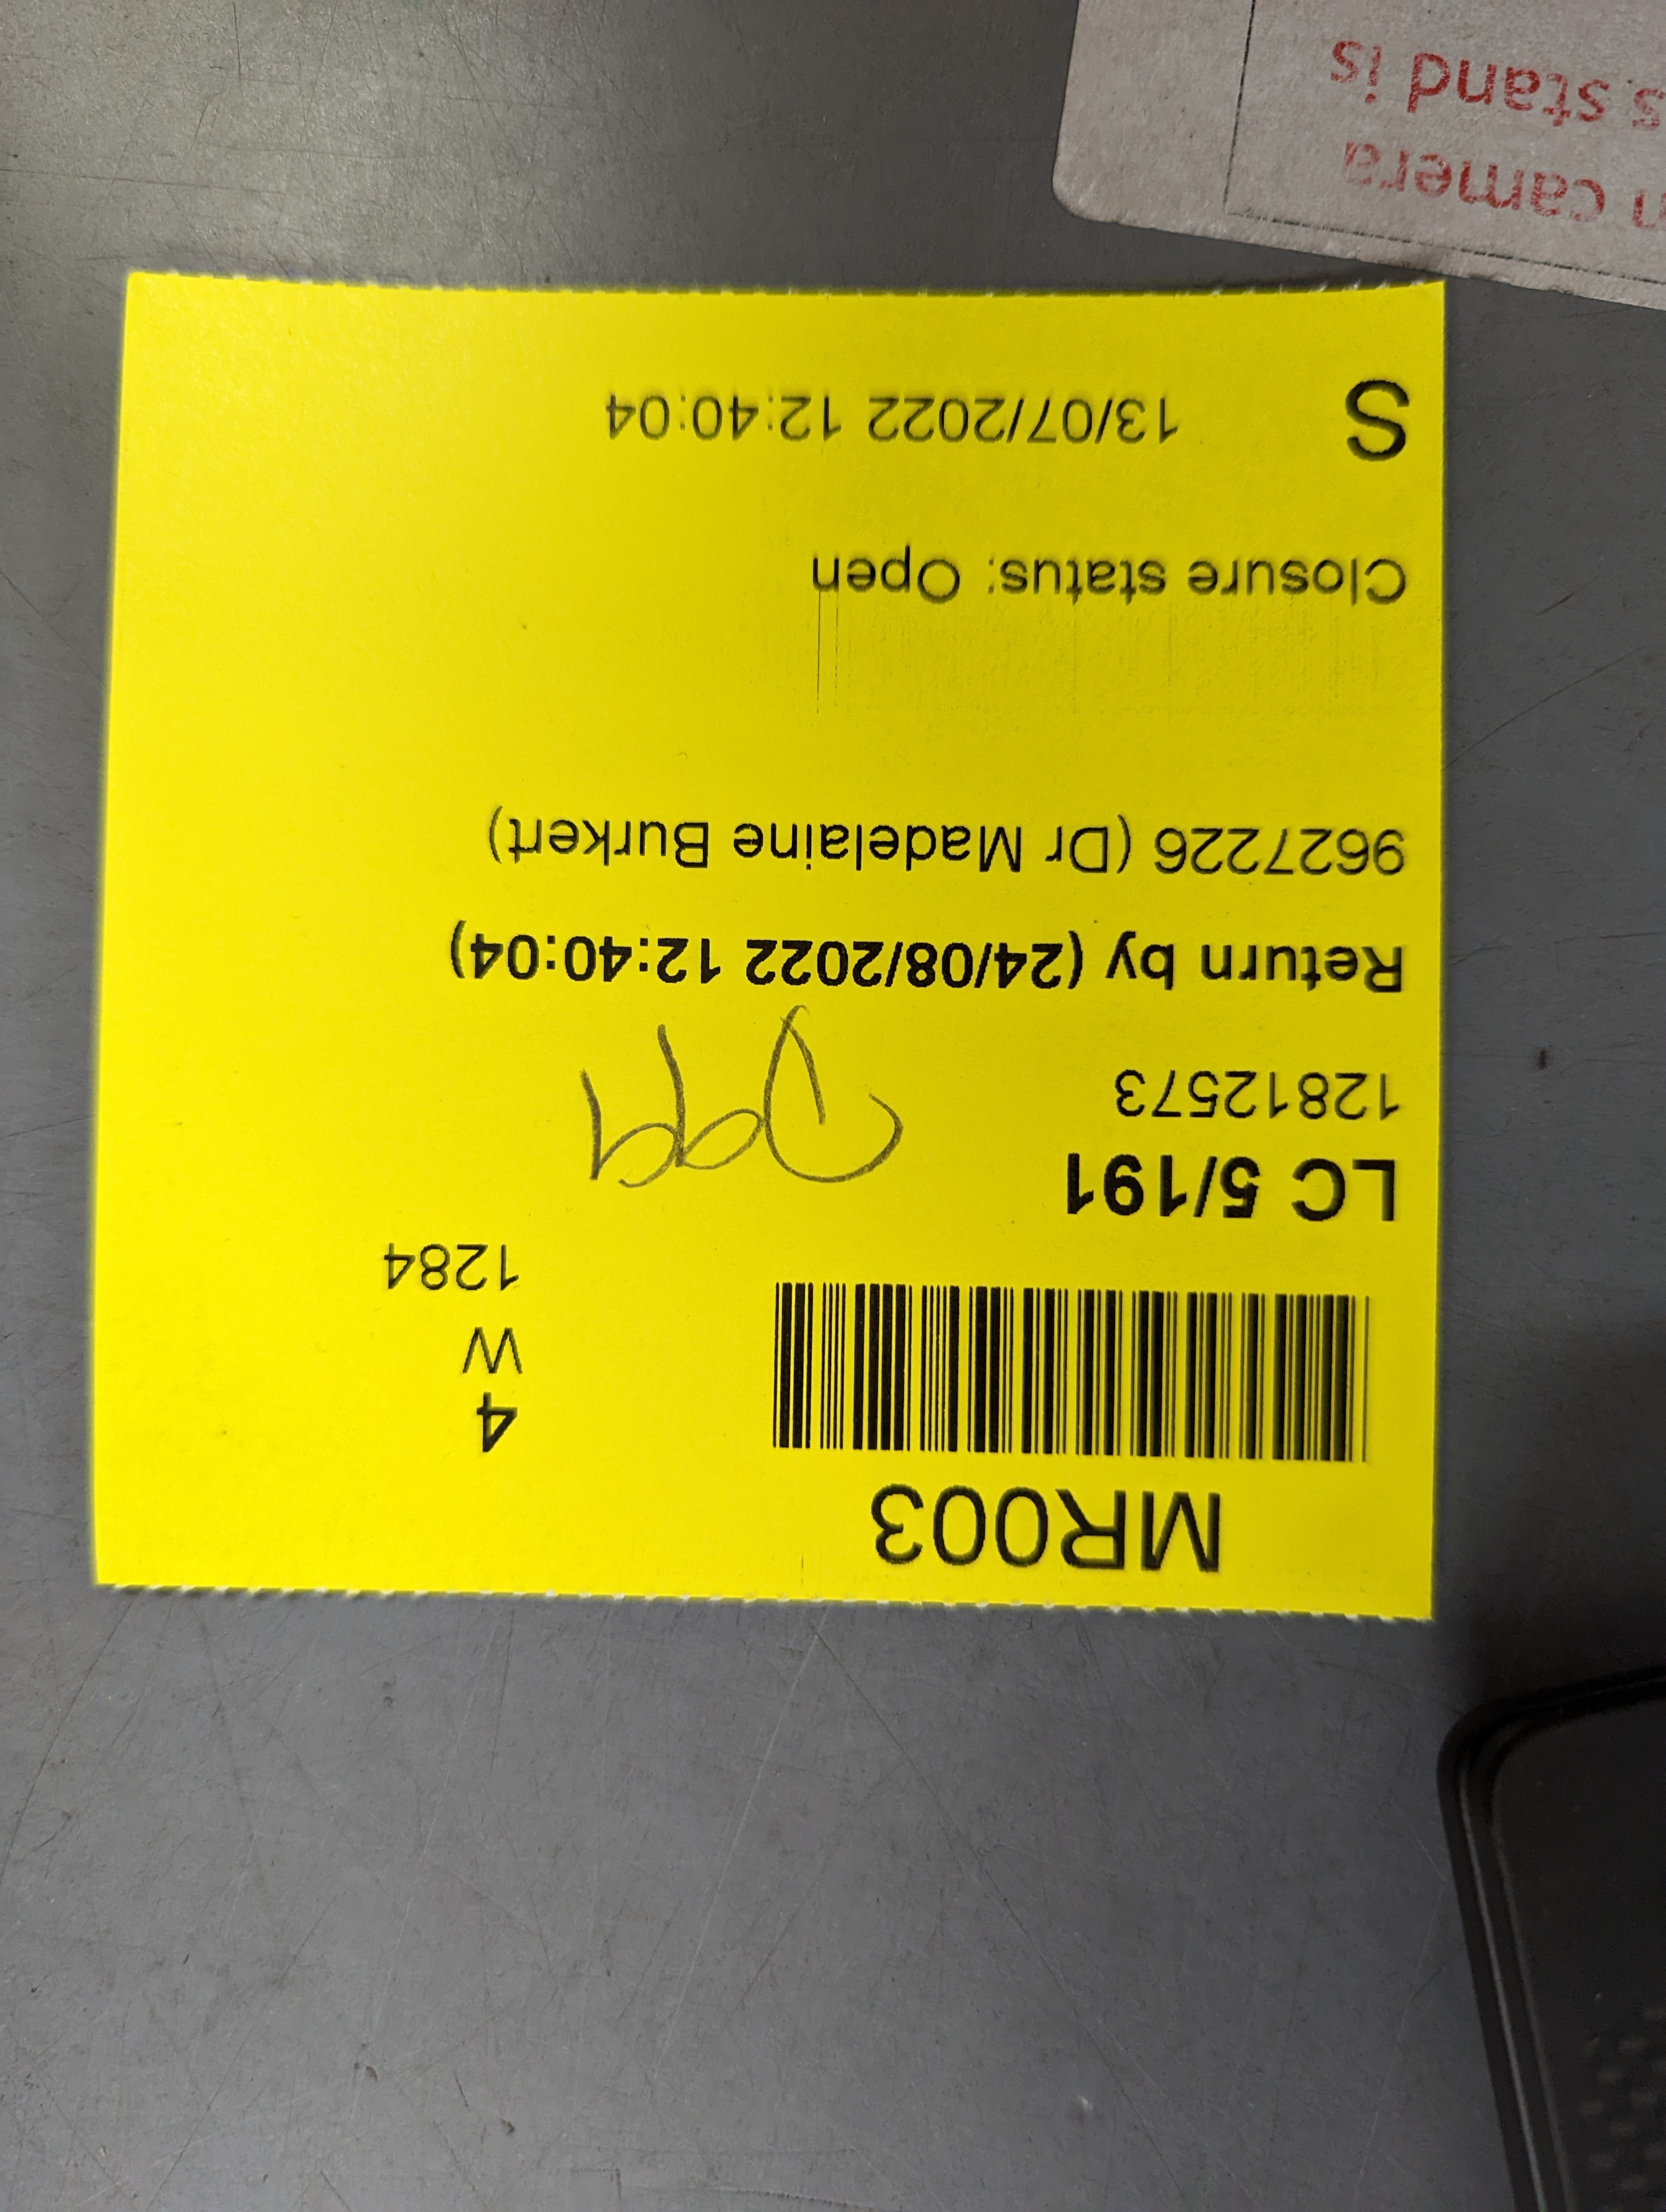 MR003
4
W
1284
LC 5/191
12812573
Return by (24/08/2022 12:40:04)
9627226 (Dr Madelaine Burkert)
Closure status: Open
S 13/07/2022 12:40:04
camera
stand is